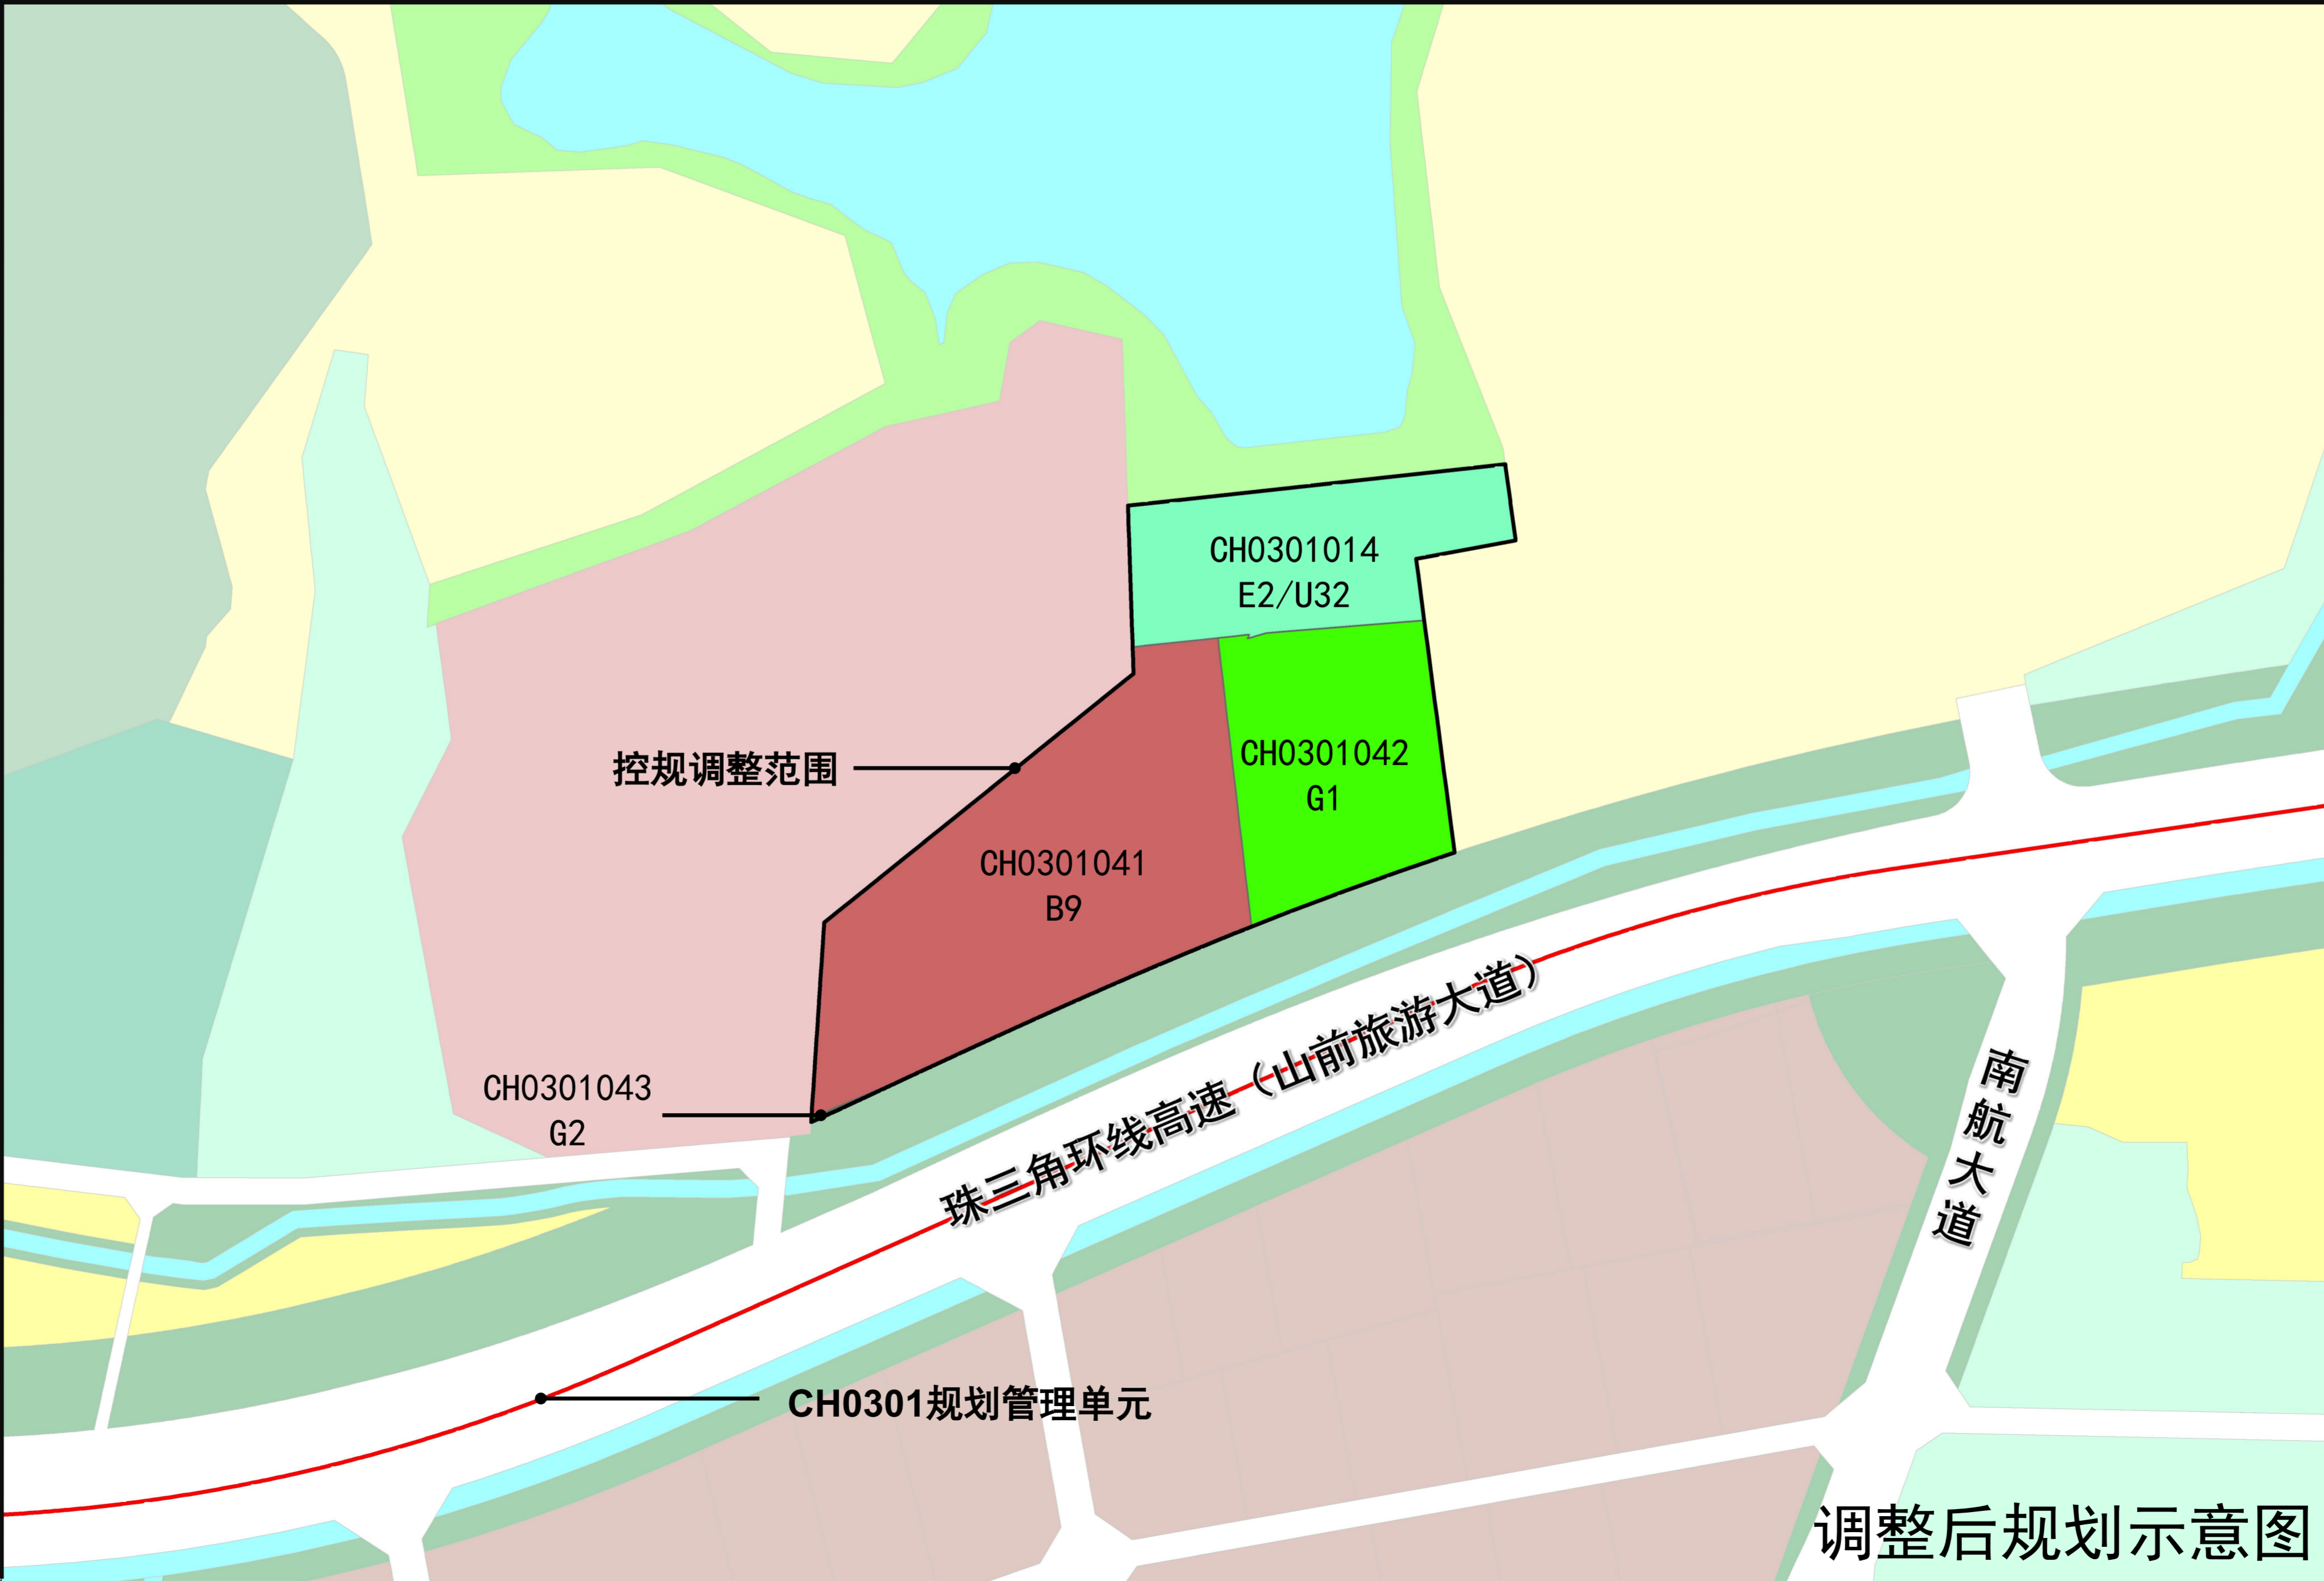 CH0301014
E2/U32
控规调整范围
CH0301042
G1
CH0301041
B9
CH0301043
G2
珠三角环线高速（山前旅游大道）
南航大道
CH0301规划管理单元
调整后规划示意图